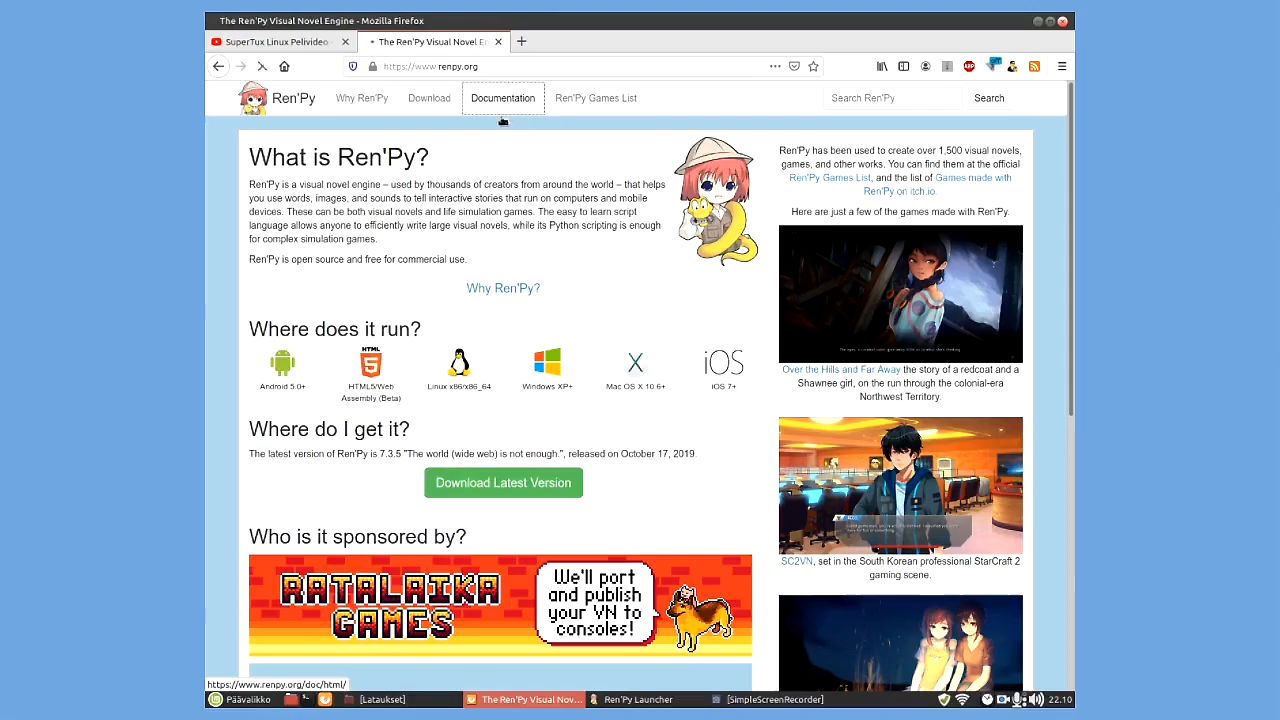 The Ren'Py Visual Novel Engine - Mozilla Firefox
SuperTux Linux Pelivideo
The Ren'Py Visual Novel E
https://www.renpy.org
Ren'Py
Why Ren'Py
Download
Documentation
Ren'Py Games List
Search Ren'Py
Search
What is Ren'Py?
Ren'Py is a visual novel engine – used by thousands of creators from around the world – that helps
you use words, images, and sounds to tell interactive stories that run on computers and mobile
devices. These can be both visual novels and life simulation games. The easy to learn script
language allows anyone to efficiently write large visual novels, while its Python scripting is enough
for complex simulation games.
Ren'Py is open source and free for commercial use.
Why Ren'Py?
Where does it run?
HTML
5
iOS
Android 5.0+
HTML5/Web
Assembly (Beta)
Linux x86/x86_64
Windows XP+
Mac OS X 10.6+
iOS 7+
Where do I get it?
The latest version of Ren'Py is 7.3.5 "The world (wide web) is not enough.", released on October 17, 2019.
Download Latest Version
Who is it sponsored by?
RATALAIKA
GAMES
We'll port
and publish
your VN to
consoles!
Ren'Py has been used to create over 1,500 visual novels,
games, and other works. You can find them at the official
Ren'Py Games List, and the list of Games made with
Ren'Py on itch.io.
Here are just a few of the games made with Ren'Py.
Over the Hills and Far Away the story of a redcoat and a
Shawnee girl, on the run through the colonial-era
Northwest Territory.
SC2VN, set in the South Korean professional StarCraft 2
gaming scene.
https://www.renpy.org/doc/html/
Päävalikko
[Lataukset]
The Ren'Py Visual Nov...
Ren'Py Launcher
[SimpleScreenRecorder]
22.10